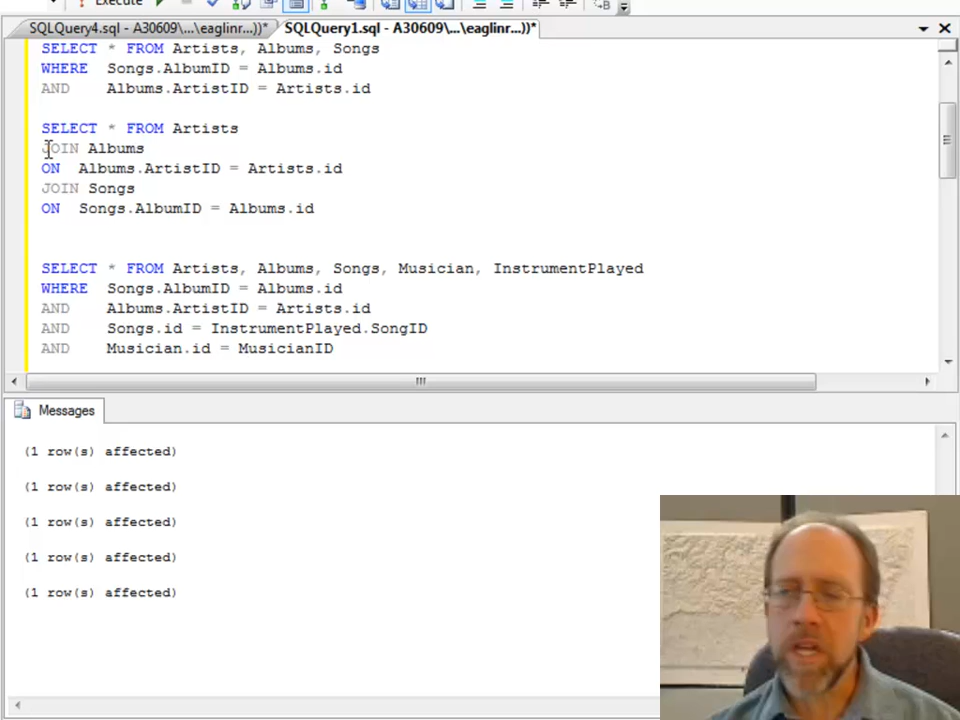 Execute
SQLQuery4.sql - A30609\...\eaglinr...))* SQLQuery1.sql - A30609\...\eaglinr...))*
SELECT * FROM Artists, Albums, Songs
WHERE Songs.AlbumID = Albums.id
AND Albums.ArtistID = Artists.id
SELECT * FROM Artists
JOIN Albums
ON Albums.ArtistID = Artists.id
JOIN Songs
ON Songs.AlbumID = Albums.id
SELECT * FROM Artists, Albums, Songs, Musician, InstrumentPlayed
WHERE Songs.AlbumID = Albums.id
AND Albums.ArtistID = Artists.id
AND Songs.id = InstrumentPlayed.SongID
AND Musician.id = MusicianID
Messages
(1 row(s) affected)
(1 row(s) affected)
(1 row(s) affected)
(1 row(s) affected)
(1 row(s) affected)